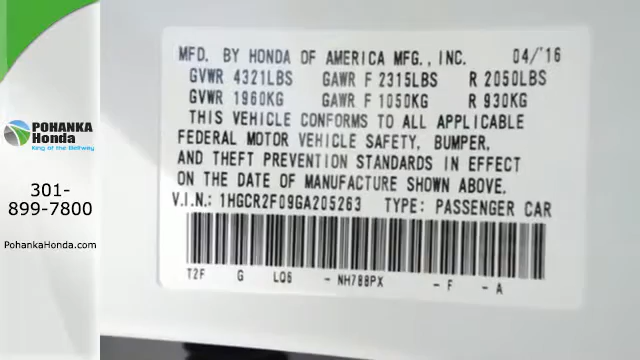 POHANKA
Honda
King of the Beltway
301-
899-7800
PohankaHonda.com
MFD. BY HONDA OF AMERICA MFG., INC. 04/'16
GVWR 4321LBS GAWR F 2315LBS R 2050LBS
GVWR 1960KG GAWR F 1050KG R 930KG
THIS VEHICLE CONFORMS TO ALL APPLICABLE
FEDERAL MOTOR VEHICLE SAFETY, BUMPER,
AND THEFT PREVENTION STANDARDS IN EFFECT
ON THE DATE OF MANUFACTURE SHOWN ABOVE.
V.I.N.: 1HGCR2F09GA205263 TYPE: PASSENGER CAR
T2F G LQ6 - NH788PX - F - A